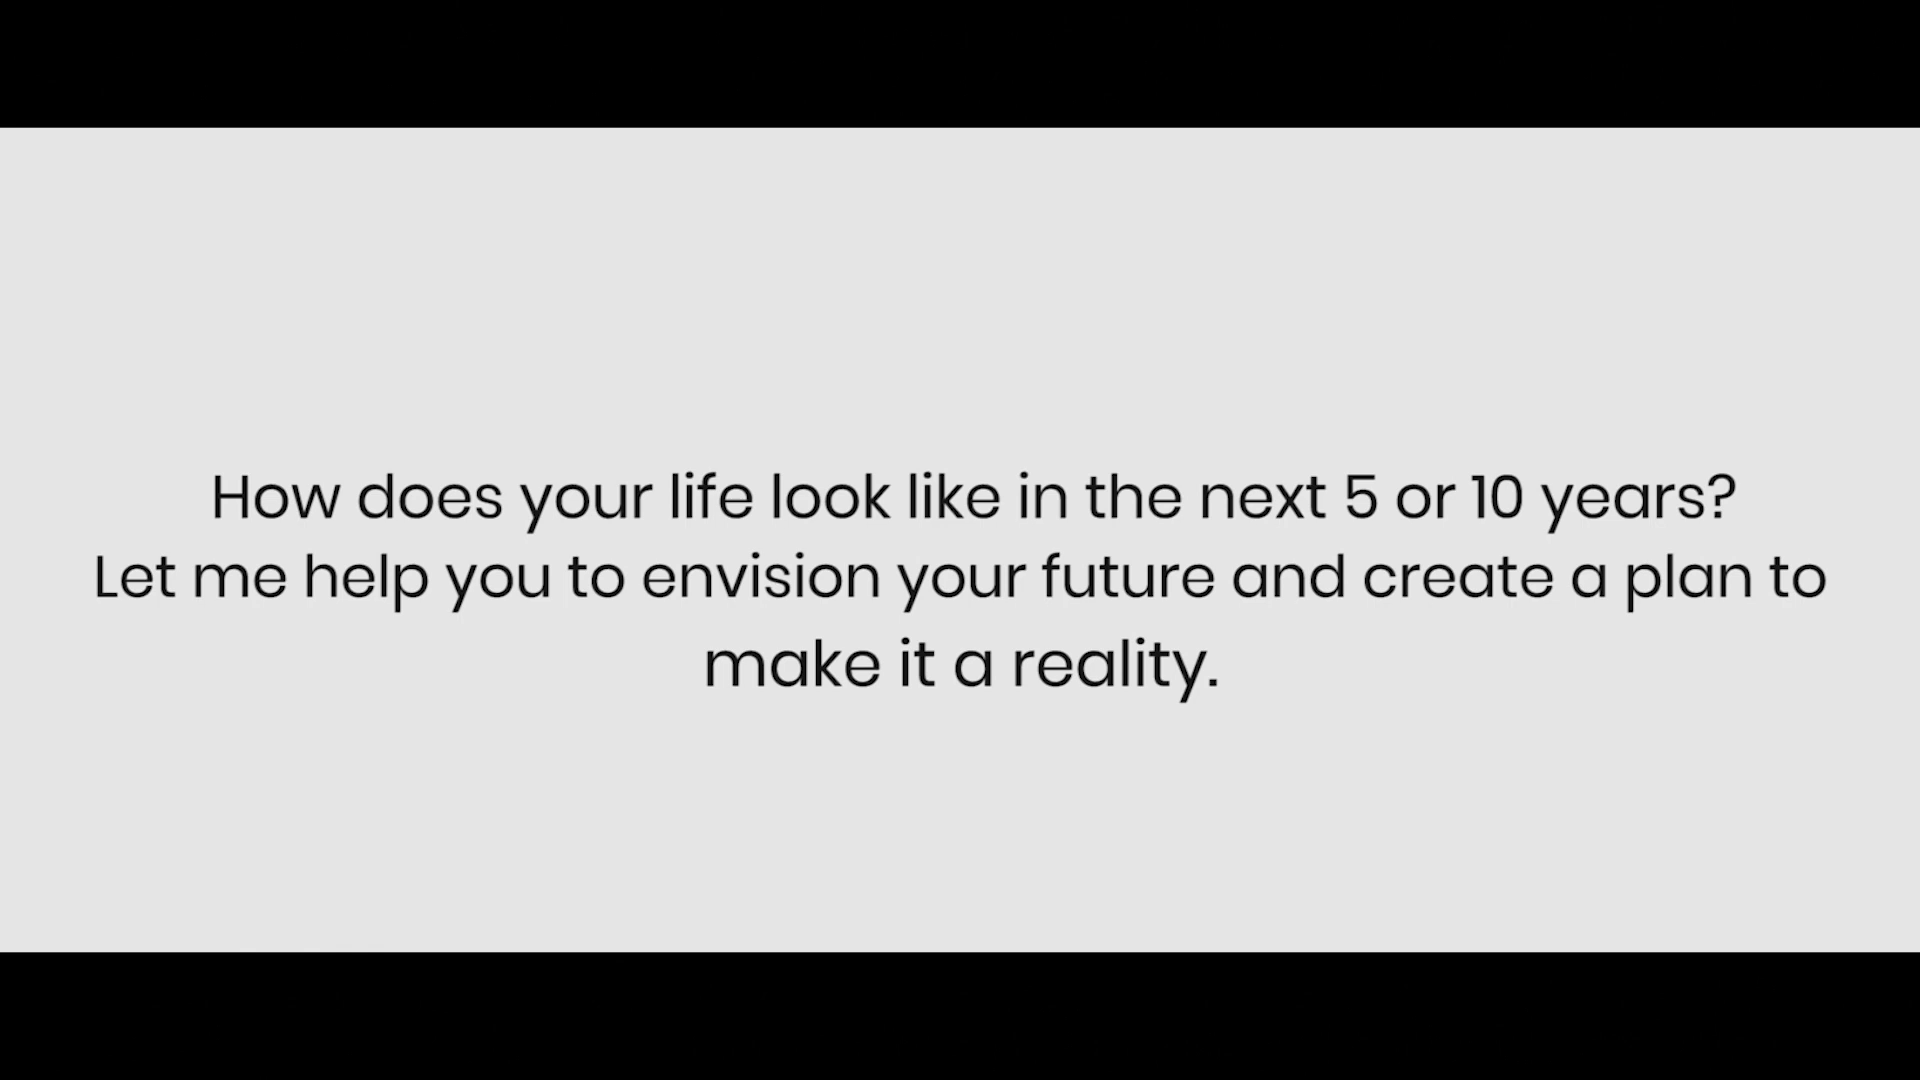 How does your life look like in the next 5 or 10 years?
Let me help you to envision your future and create a plan to
make it a reality.